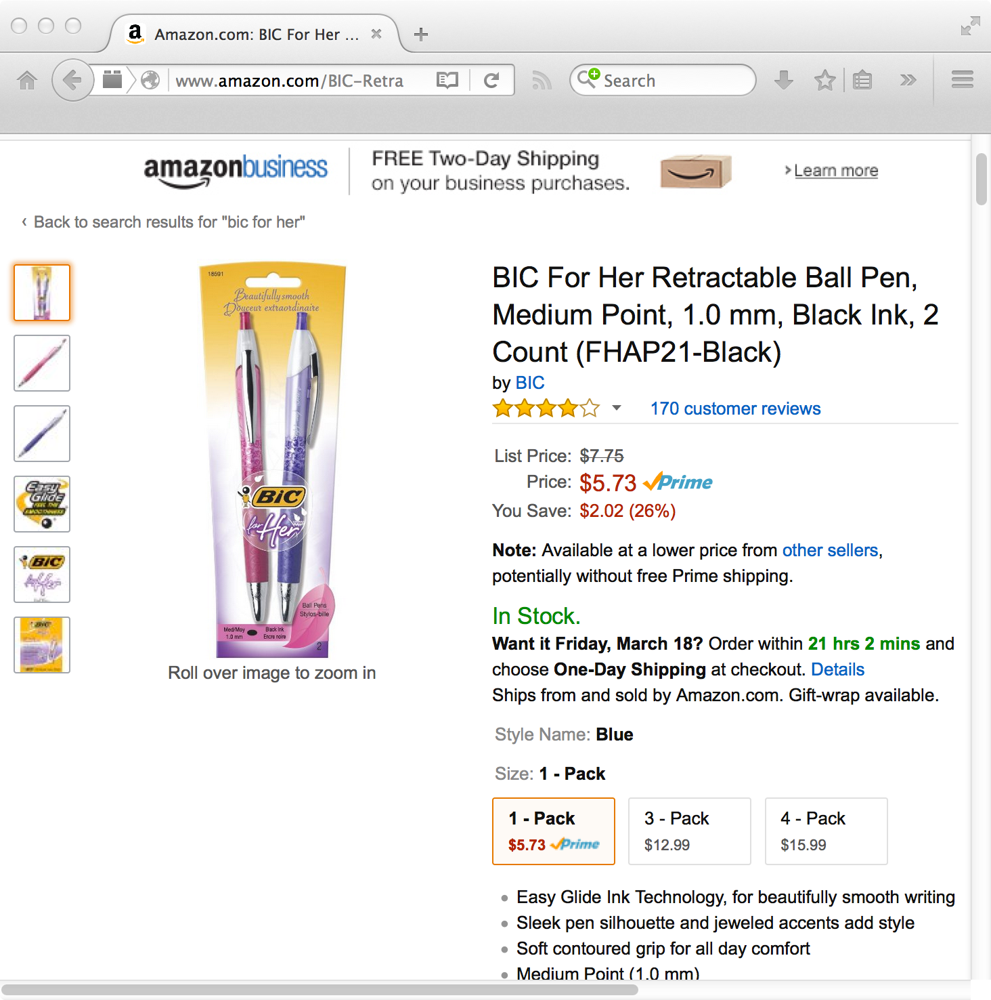 Amazon.com: BIC For Her ...
www.amazon.com/BIC-Retra
Search
amazonbusiness
FREE Two-Day Shipping
on your business purchases.
› Learn more
‹ Back to search results for "bic for her"
18591
Beautifully smooth
Douceur extraordinaire
BIC
for Her
Ball Pens
Stylos-bille
Med/Moy
1.0 mm
Black Ink
Encre noire
2
Easy
Glide
FEEL THE
SMOOTHNESS
BIC
for Her
Roll over image to zoom in
BIC For Her Retractable Ball Pen,
Medium Point, 1.0 mm, Black Ink, 2
Count (FHAP21-Black)
by BIC
170 customer reviews
List Price: $7.75
Price: $5.73 Prime
You Save: $2.02 (26%)
Note: Available at a lower price from other sellers,
potentially without free Prime shipping.
In Stock.
Want it Friday, March 18? Order within 21 hrs 2 mins and
choose One-Day Shipping at checkout. Details
Ships from and sold by Amazon.com. Gift-wrap available.
Style Name: Blue
Size: 1 - Pack
1 - Pack
$5.73 Prime
3 - Pack
$12.99
4 - Pack
$15.99
Easy Glide Ink Technology, for beautifully smooth writing
Sleek pen silhouette and jeweled accents add style
Soft contoured grip for all day comfort
Medium Point (1.0 mm)